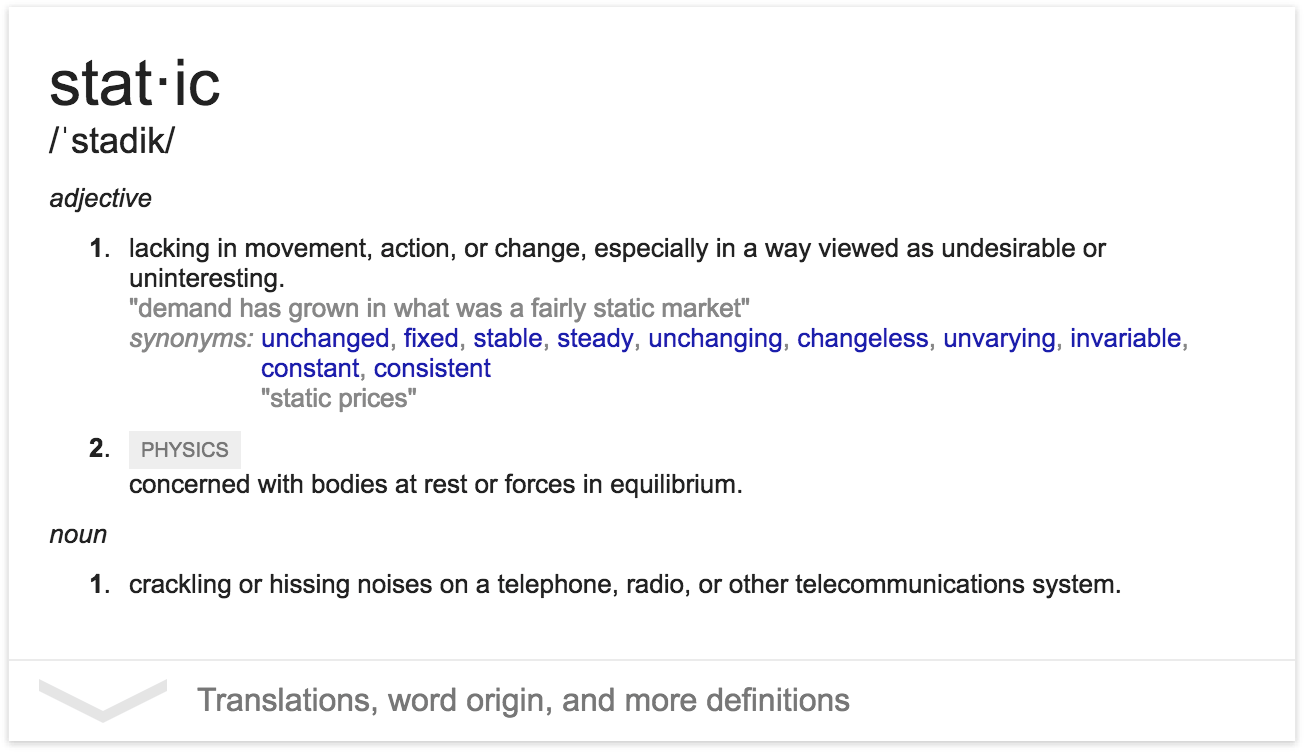 stat·ic
/ˈstadik/
adjective
1. lacking in movement, action, or change, especially in a way viewed as undesirable or
uninteresting.
"demand has grown in what was a fairly static market"
synonyms: unchanged, fixed, stable, steady, unchanging, changeless, unvarying, invariable,
constant, consistent
"static prices"
2. PHYSICS
concerned with bodies at rest or forces in equilibrium.
noun
1. crackling or hissing noises on a telephone, radio, or other telecommunications system.
Translations, word origin, and more definitions